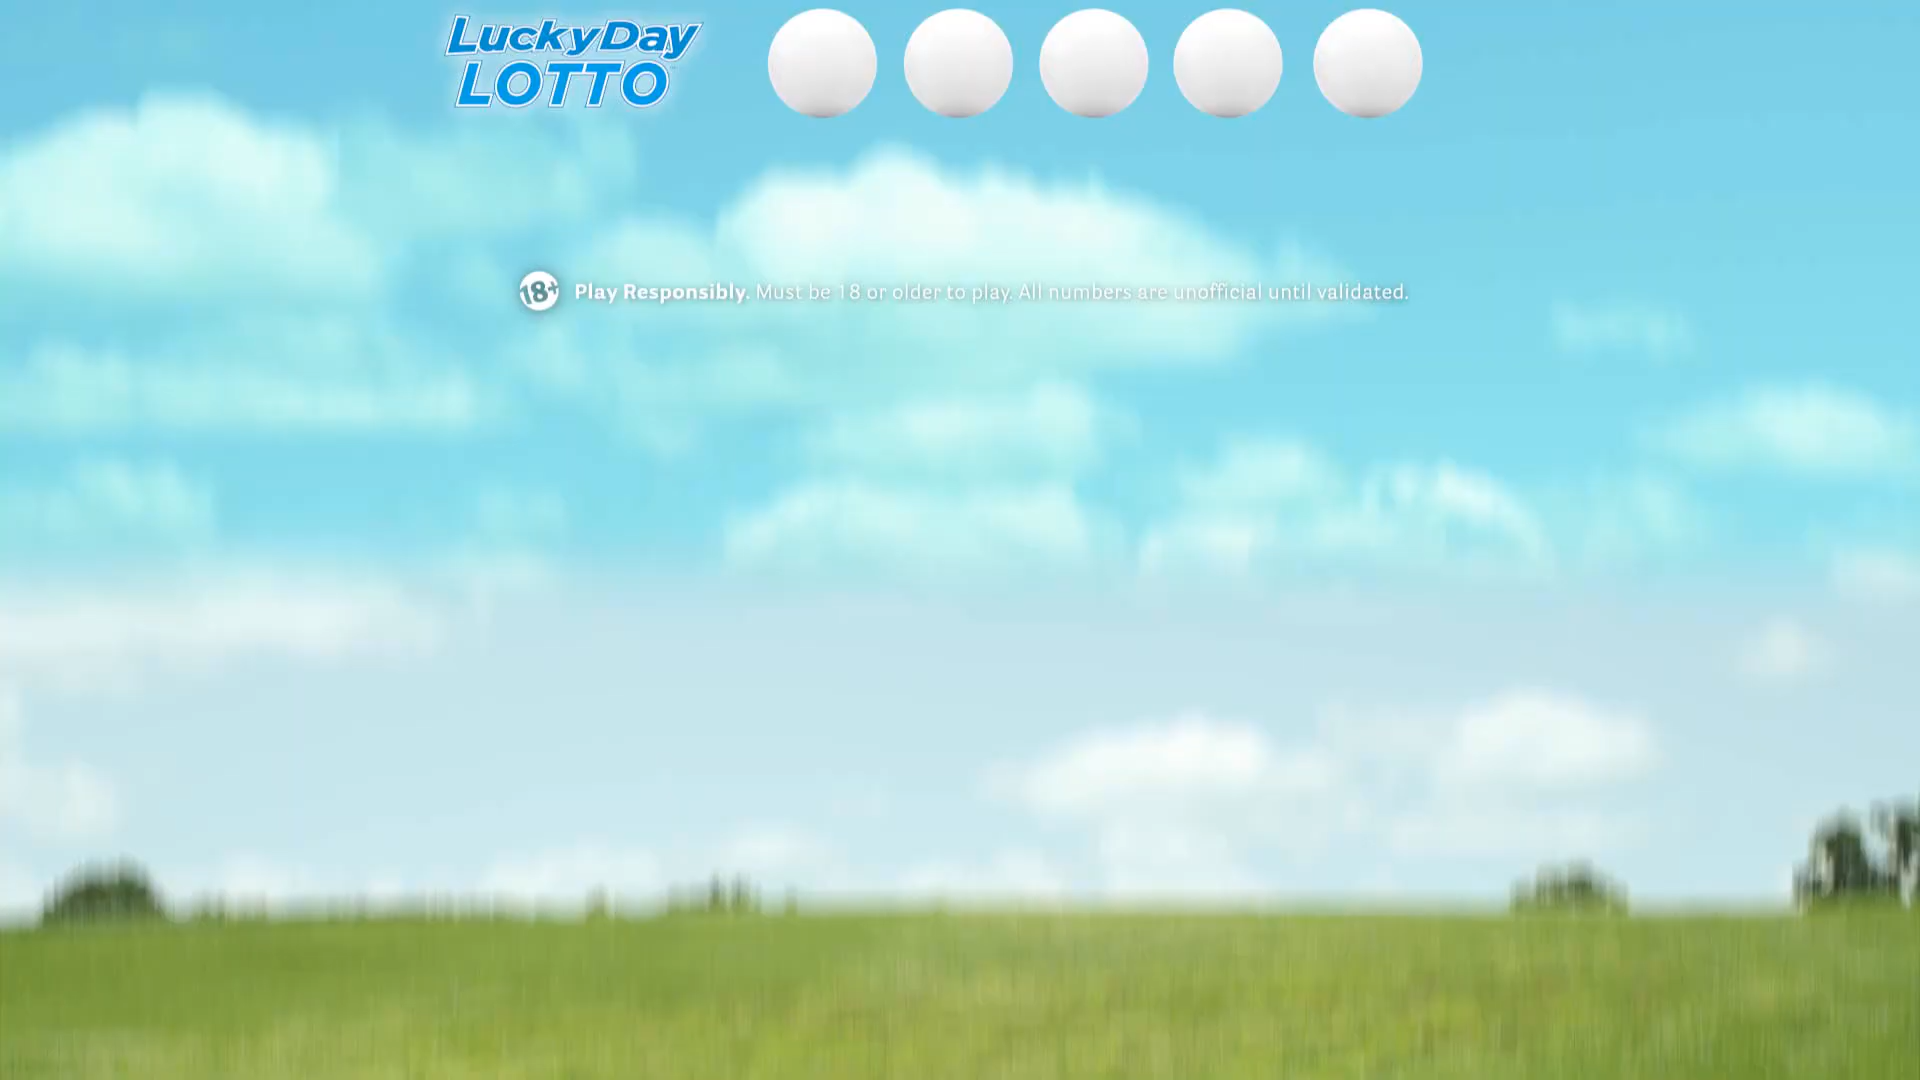 LuckyDay
LOTTO
18+ Play Responsibly. Must be 18 or older to play. All numbers are unofficial until validated.